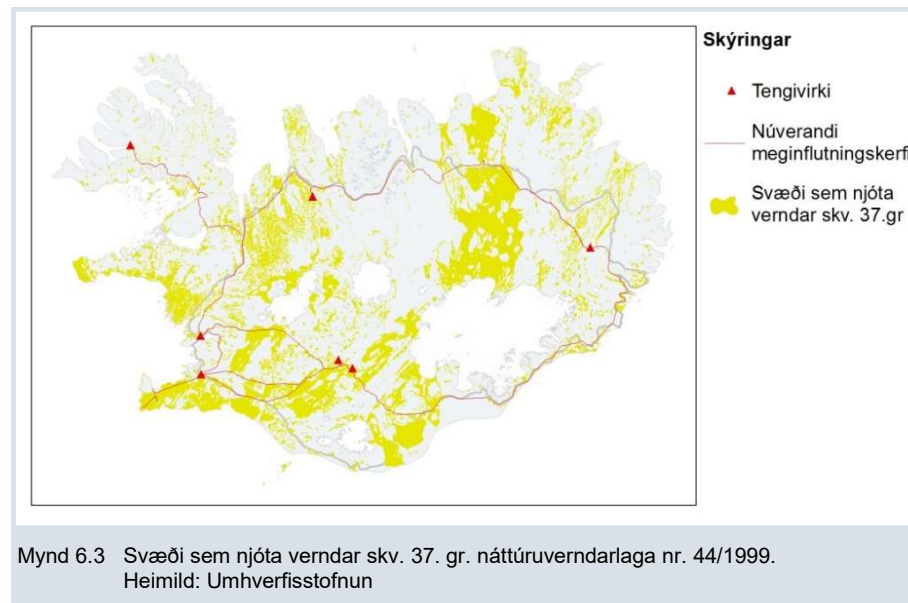 Skýringar
Tengivirki
Núverandi
meginflutningskerfi
Svæði sem njóta
verndar skv. 37.gr
Mynd 6.3 Svæði sem njóta verndar skv. 37. gr. náttúruverndarlaga nr. 44/1999.
Heimild: Umhverfisstofnun